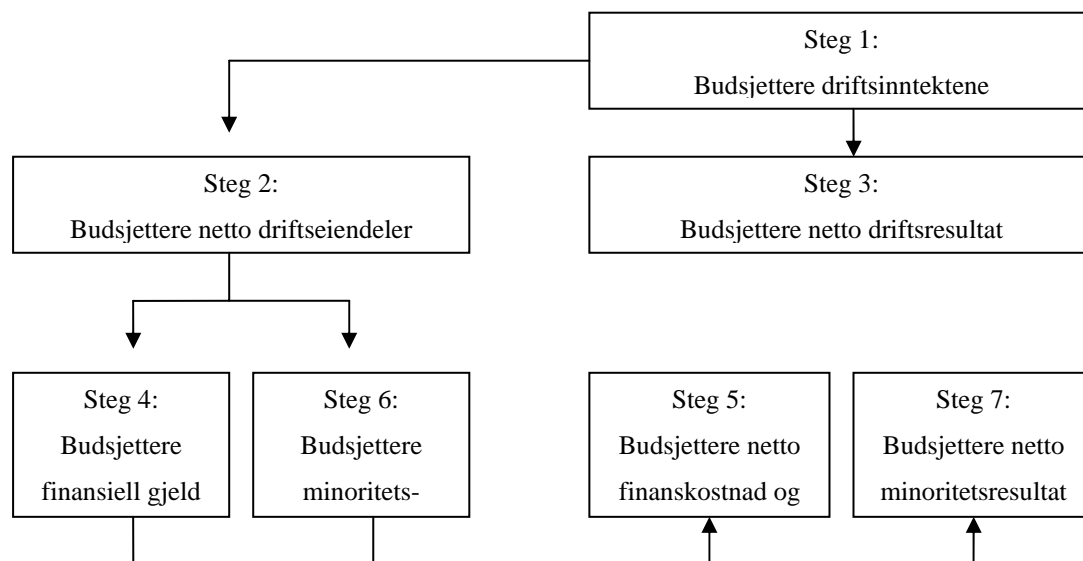 Steg 1:
Budsjettere driftsinntektene
Steg 2:
Budsjettere netto driftseiendeler
Steg 3:
Budsjettere netto driftsresultat
Steg 4:
Budsjettere
finansiell gjeld
Steg 6:
Budsjettere
minoritets-
Steg 5:
Budsjettere netto
finanskostnad og
Steg 7:
Budsjettere netto
minoritetsresultat